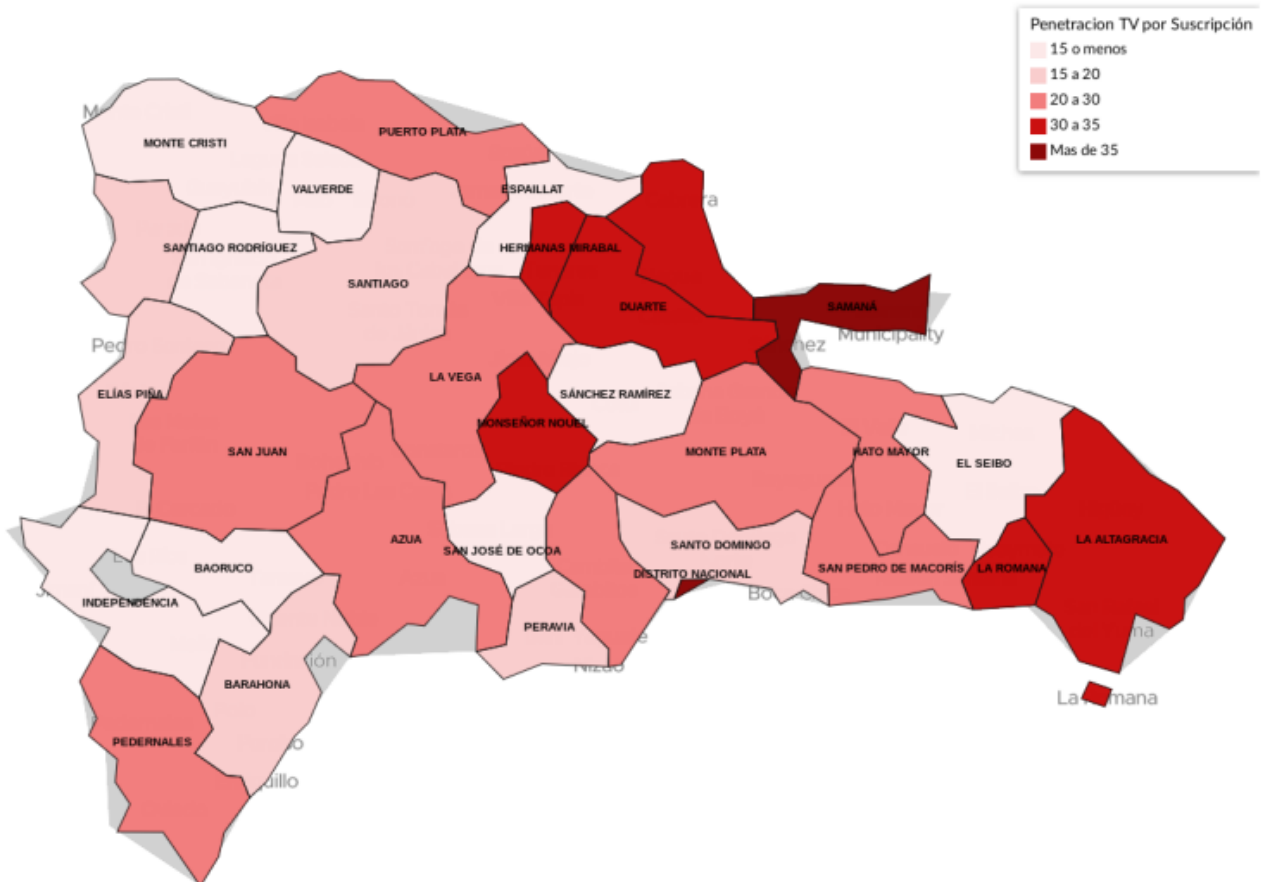 Penetracion TV por Suscripción
15 o menos
15 a 20
20 a 30
30 a 35
Mas de 35
PUERTO PLATA
MONTE CRISTI
VALVERDE
ESPAILLAT
SANTIAGO RODRÍGUEZ
HERMANAS MIRABAL
SANTIAGO
DUARTE
SAMANÁ
Municipality
LA VEGA
ELÍAS PIÑA
SÁNCHEZ RAMÍREZ
MONSEÑOR NOUEL
SAN JUAN
MONTE PLATA
HATO MAYOR
EL SEIBO
AZUA
SAN JOSÉ DE OCOA
SANTO DOMINGO
LA ALTAGRACIA
BAORUCO
DISTRITO NACIONAL
SAN PEDRO DE MACORÍS
LA ROMANA
INDEPENDENCIA
PERAVIA
Nizao
BARAHONA
PEDERNALES